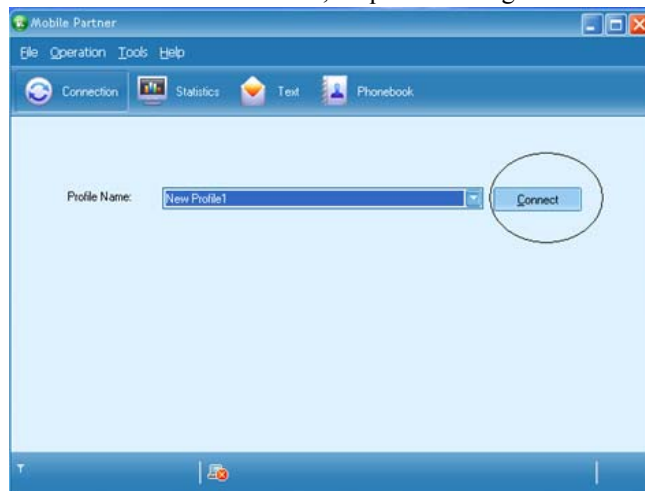 Mobile Partner
File Operation Tools Help
Connection Statistics Text Phonebook
Profile Name: New Profile1 Connect